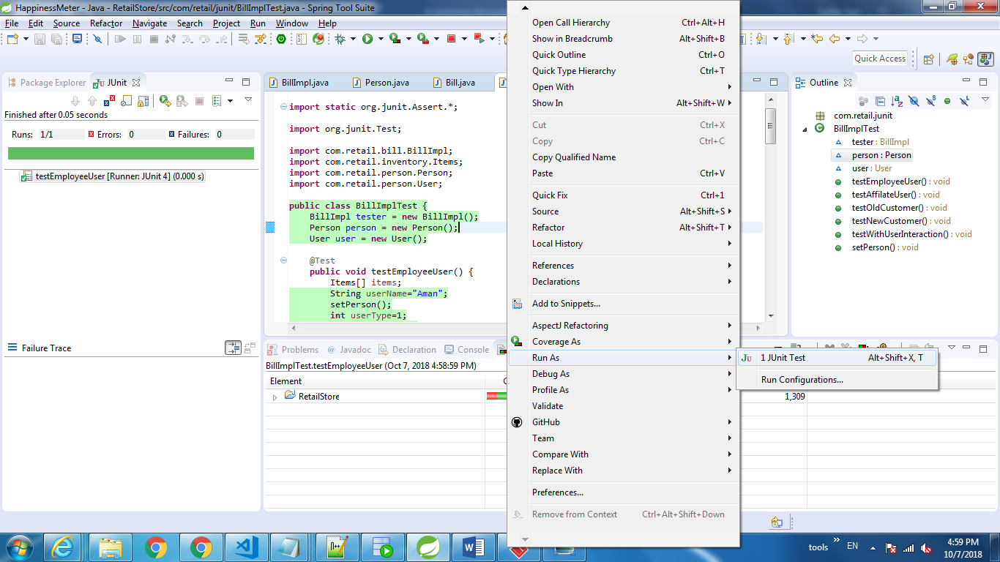 HappinessMeter - Java - RetailStore/src/com/retail/junit/BillImplTest.java - Spring Tool Suite
File Edit Source Refactor Navigate Search Project Run Window Help
Quick Access
Package Explorer JUnit
Finished after 0.05 seconds
Runs: 1/1 Errors: 0 Failures: 0
testEmployeeUser [Runner: JUnit 4] (0.000 s)
Failure Trace
BillImpl.java Person.java Bill.java
import static org.junit.Assert.*;
import org.junit.Test;
import com.retail.bill.BillImpl;
import com.retail.inventory.Items;
import com.retail.person.Person;
import com.retail.person.User;
public class BillImplTest {
BillImpl tester = new BillImpl();
Person person = new Person();
User user = new User();
@Test
public void testEmployeeUser() {
Items[] items;
String userName="Aman";
setPerson();
int userType=1;
Problems @ Javadoc Declaration Console
BillImplTest.testEmployeeUser (Oct 7, 2018 4:58:59 PM)
Element
RetailStore
1,309
Open Call Hierarchy Ctrl+Alt+H
Show in Breadcrumb Alt+Shift+B
Quick Outline Ctrl+O
Quick Type Hierarchy Ctrl+T
Open With
Show In Alt+Shift+W
Cut Ctrl+X
Copy Ctrl+C
Copy Qualified Name
Paste Ctrl+V
Quick Fix Ctrl+1
Source Alt+Shift+S
Refactor Alt+Shift+T
Local History
References
Declarations
Add to Snippets...
AspectJ Refactoring
Coverage As
Run As
Debug As
Profile As
Validate
GitHub
Team
Compare With
Replace With
Preferences...
Remove from Context Ctrl+Alt+Shift+Down
JU 1 JUnit Test Alt+Shift+X, T
Run Configurations...
Outline
com.retail.junit
BillImplTest
tester : BillImpl
person : Person
user : User
testEmployeeUser() : void
testAffilateUser() : void
testOldCustomer() : void
testNewCustomer() : void
testWithUserInteraction() : void
setPerson() : void
tools EN
4:59 PM
10/7/2018